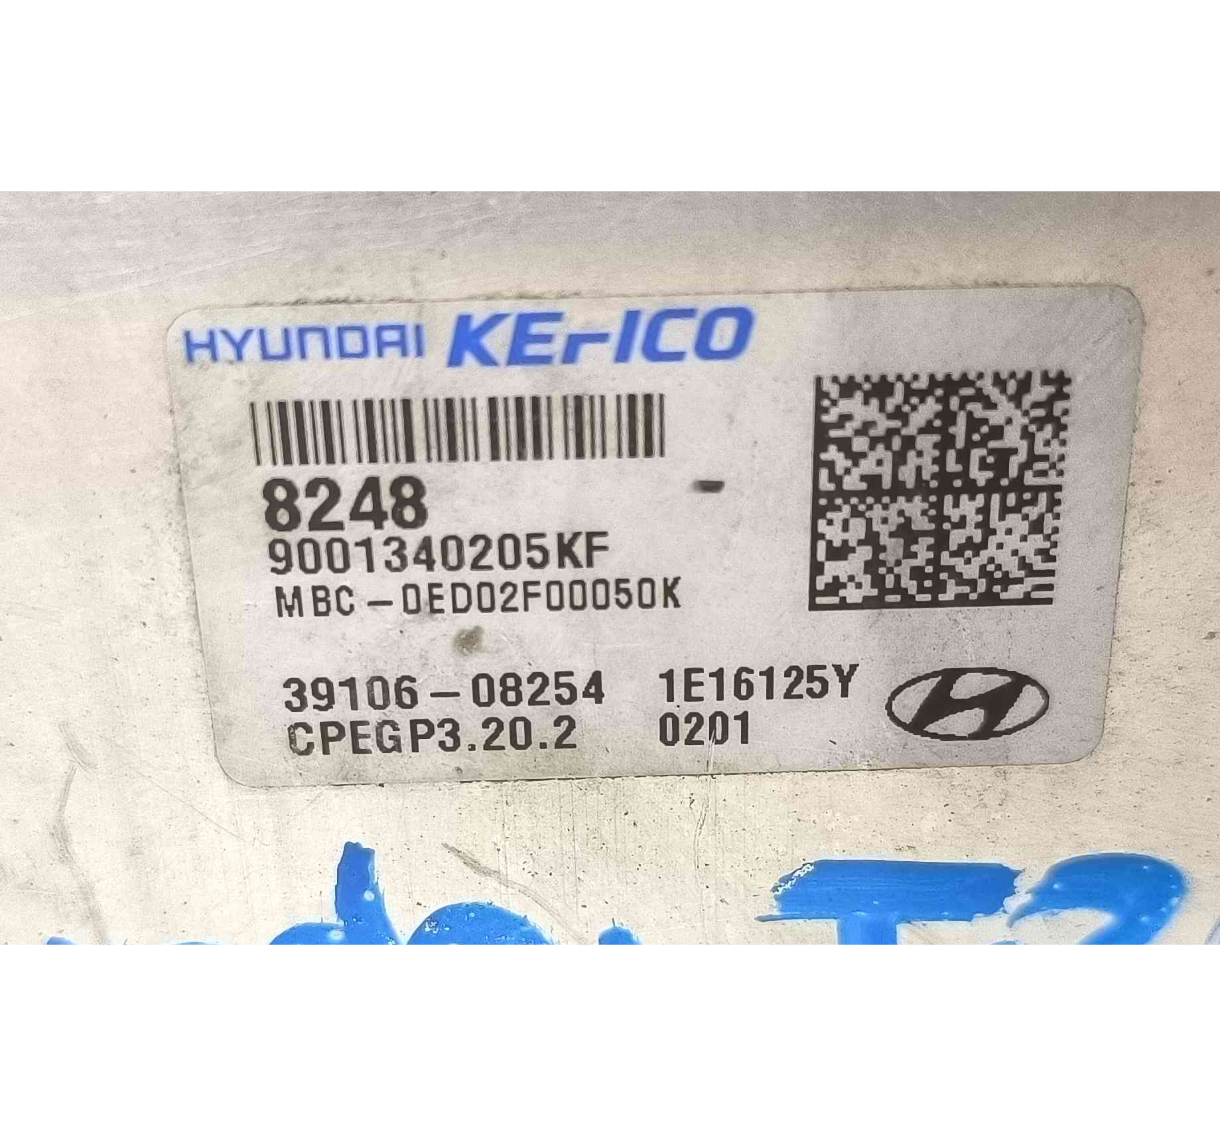 HYUNDAI KEFICO
8248
9001340205KF
MBC-0ED02F00050K
39106-08254 1E16125Y
CPEGP3.20.2 0201